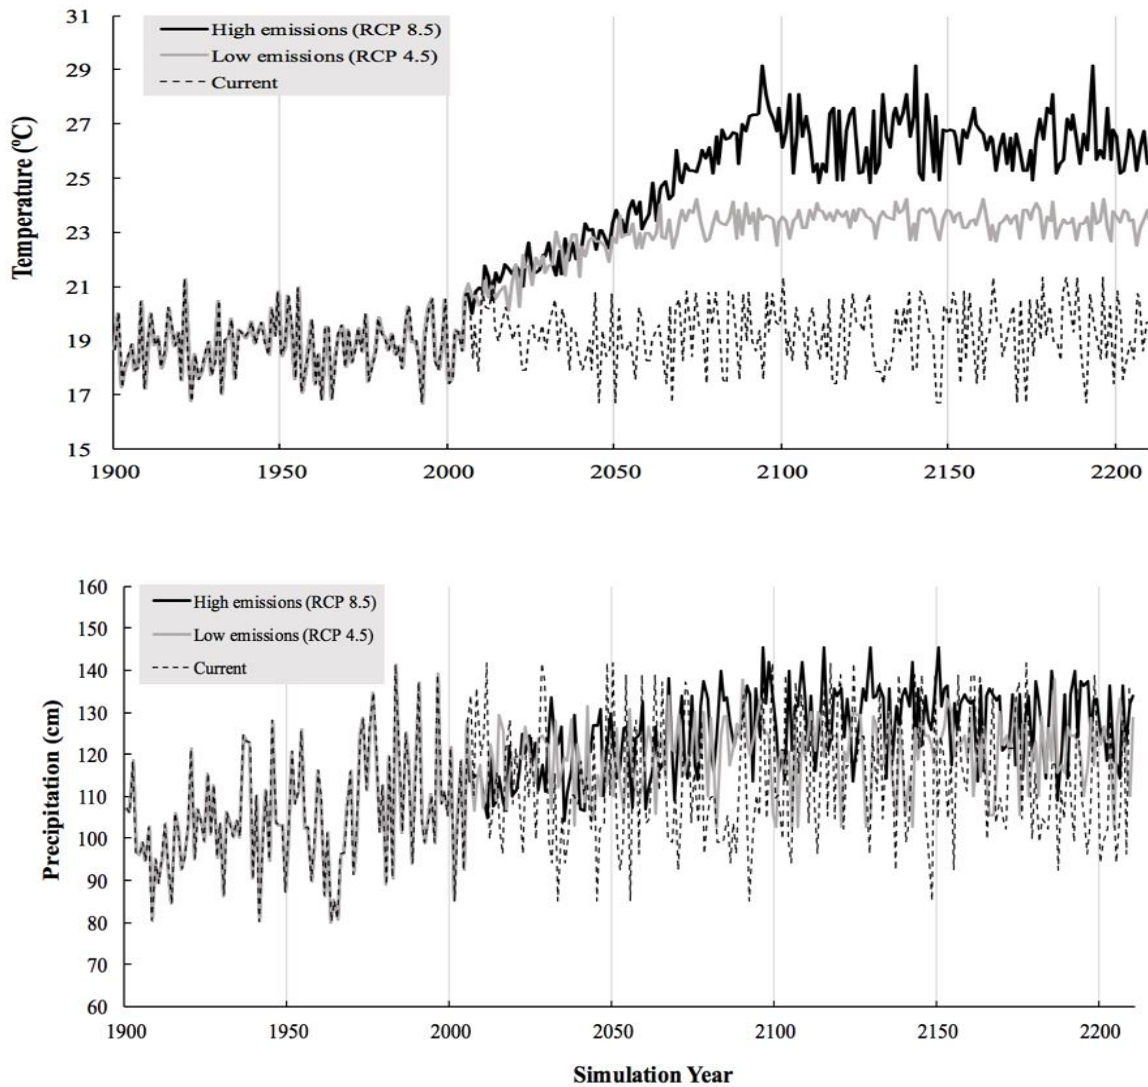 31
29
27
25
23
21
19
17
15
Temperature (ºC)
High emissions (RCP 8.5)
Low emissions (RCP 4.5)
Current
1900 1950 2000 2050 2100 2150 2200
160
150
140
130
120
110
100
90
80
70
60
Precipitation (cm)
High emissions (RCP 8.5)
Low emissions (RCP 4.5)
Current
1900 1950 2000 2050 2100 2150 2200
Simulation Year